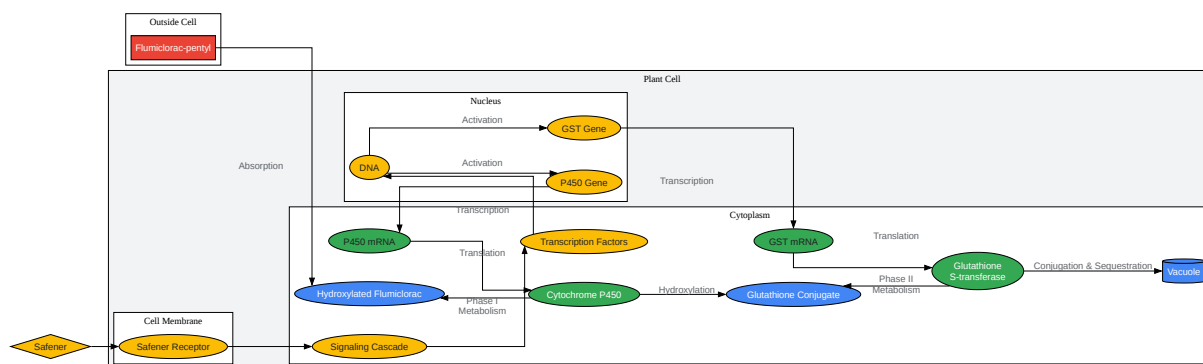 Outside Cell
Flumiclorac-pentyl
Plant Cell
Nucleus
Activation
GST Gene
Absorption
DNA
Activation
P450 Gene
Transcription
Transcription
Cytoplasm
P450 mRNA
Translation
Transcription Factors
GST mRNA
Translation
Glutathione
S-transferase
Conjugation & Sequestration
Vacuole
Hydroxylated Flumiclorac
Phase I
Metabolism
Cytochrome P450
Hydroxylation
Glutathione Conjugate
Phase II
Metabolism
Cell Membrane
Safener
Safener Receptor
Signaling Cascade